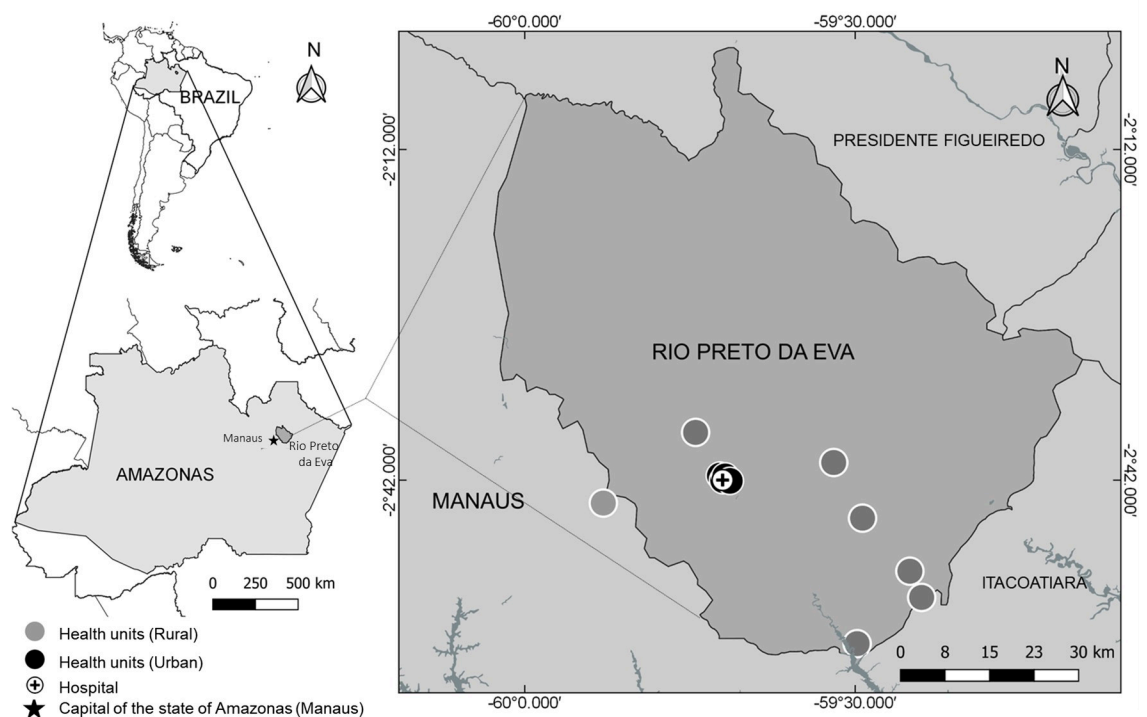 N
BRAZIL
Manaus
Rio Preto
da Eva
AMAZONAS
0 250 500 km
Health units (Rural)
Health units (Urban)
Hospital
Capital of the state of Amazonas (Manaus)
-60°0.000'
-59°30.000'
N
PRESIDENTE FIGUEIREDO
-2°12.000'
-2°12.000'
RIO PRETO DA EVA
-2°42.000'
MANAUS
-2°42.000'
ITACOATIARA
0 8 15 23 30 km
-60°0.000'
-59°30.000'